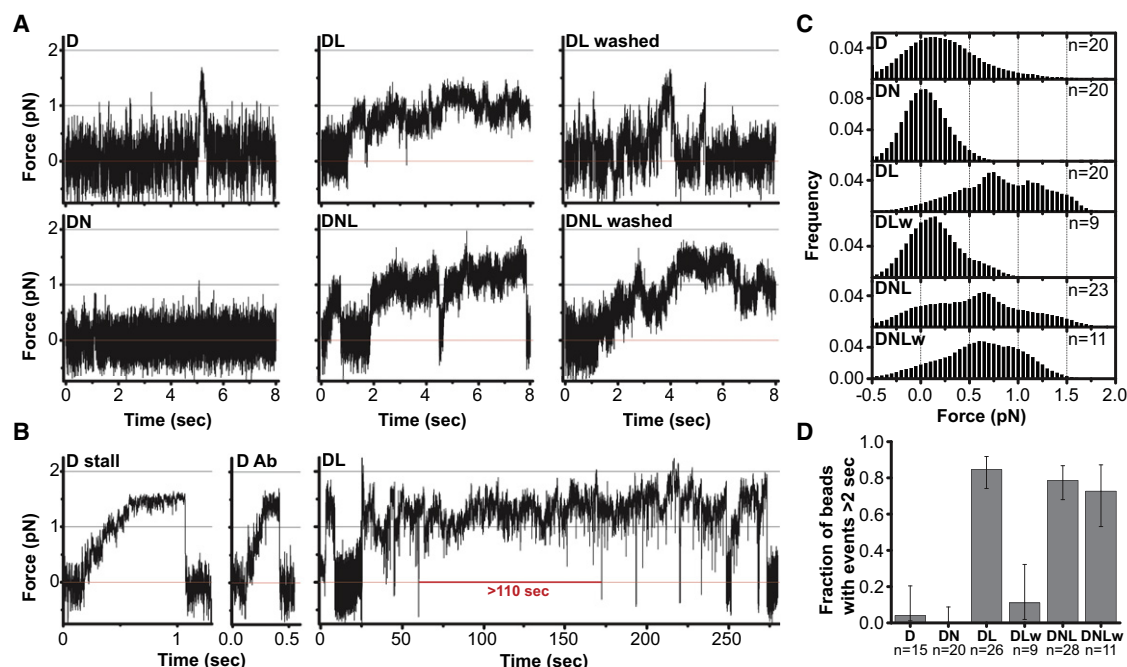 A
D
DL
DL washed
2
1
0
Force (pN)
0 2 4 6 8
DN
DNL
DNL washed
2
1
0
Force (pN)
0 2 4 6 8
0 2 4 6 8
0 2 4 6 8
Time (sec)
Time (sec)
Time (sec)
B
D stall
D Ab
DL
2
1
0
Force (pN)
>110 sec
0 1
0 0.5
50 100 150 200 250
Time (sec)
Time (sec)
C
D
n=20
0.04
DN
n=20
0.08
0.04
DL
n=20
0.04
DLw
n=9
0.04
DNL
n=23
0.04
DNLw
n=11
0.04
0.00
Frequency
-0.5 0.0 0.5 1.0 1.5 2.0
Force (pN)
D
1.0
0.8
0.6
0.4
0.2
0.0
Fraction of beads
with events >2 sec
D DN DL DLw DNL DNLw
n=15 n=20 n=26 n=9 n=28 n=11